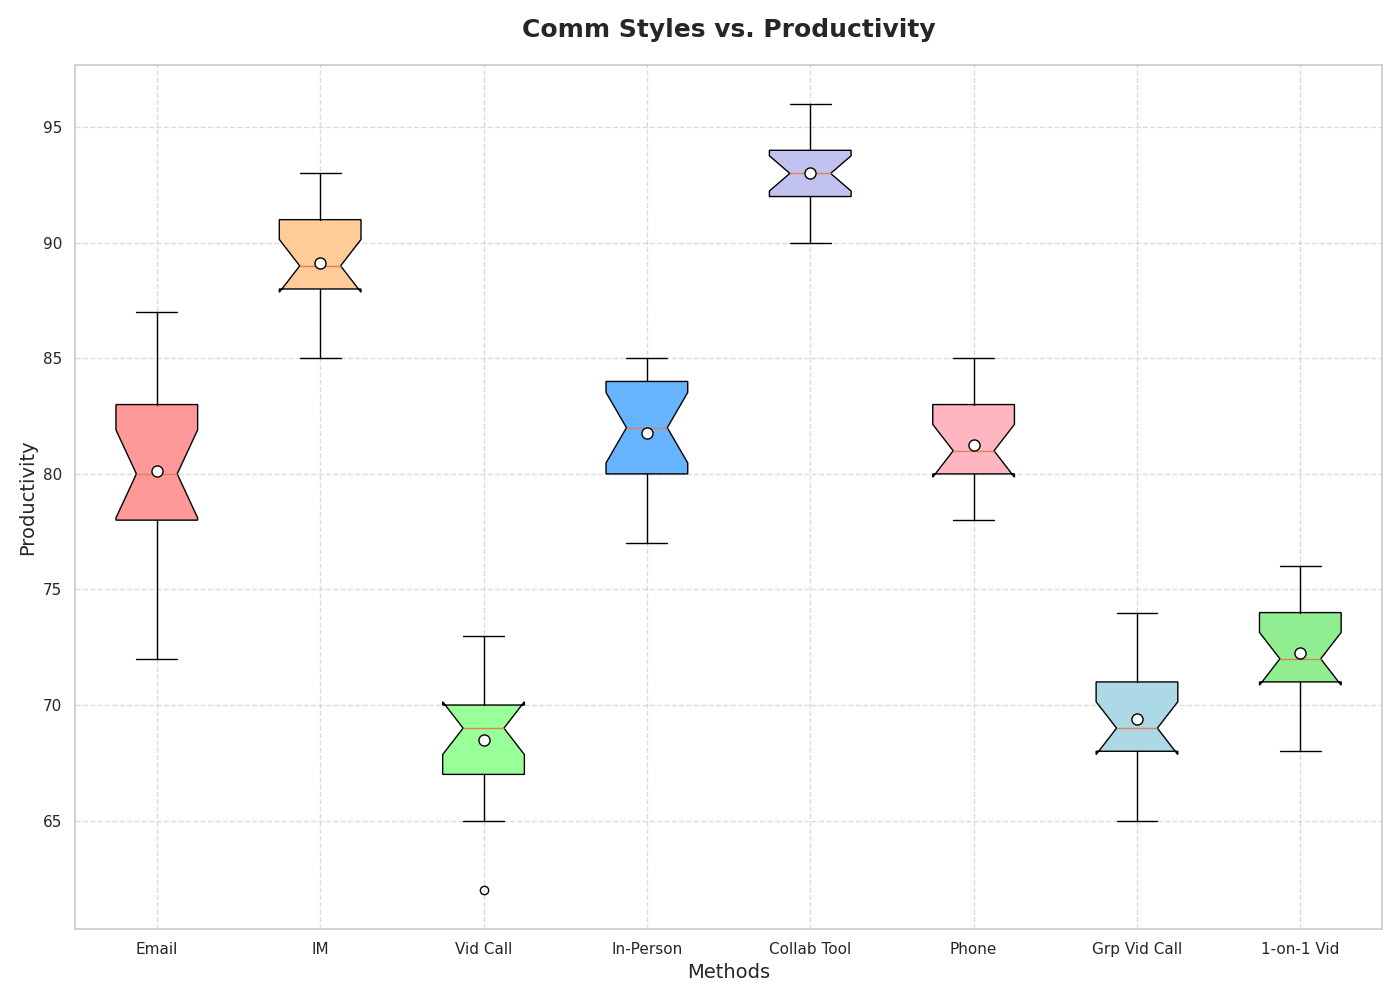 Comm Styles vs. Productivity
Productivity
95
90
85
80
75
70
65
Email IM Vid Call In-Person Collab Tool Phone Grp Vid Call 1-on-1 Vid
Methods